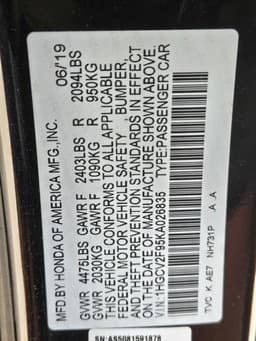 MFD. BY HONDA OF AMERICA MFG., INC. 06/'19
GVWR 4475LBS GAWR F 2403LBS R 2094LBS
GVWR 2030KG GAWR F 1090KG R 950KG
THIS VEHICLE CONFORMS TO ALL APPLICABLE
FEDERAL MOTOR VEHICLE SAFETY , BUMPER,
AND THEFT PREVENTION STANDARDS IN EFFECT
ON THE DATE OF MANUFACTURE SHOWN ABOVE.
V.I.N.: 1HGCV2F95KA026835 TYPE:PASSENGER CAR
TVC K AE7 NH731P .A .A
SN:AS5081591878